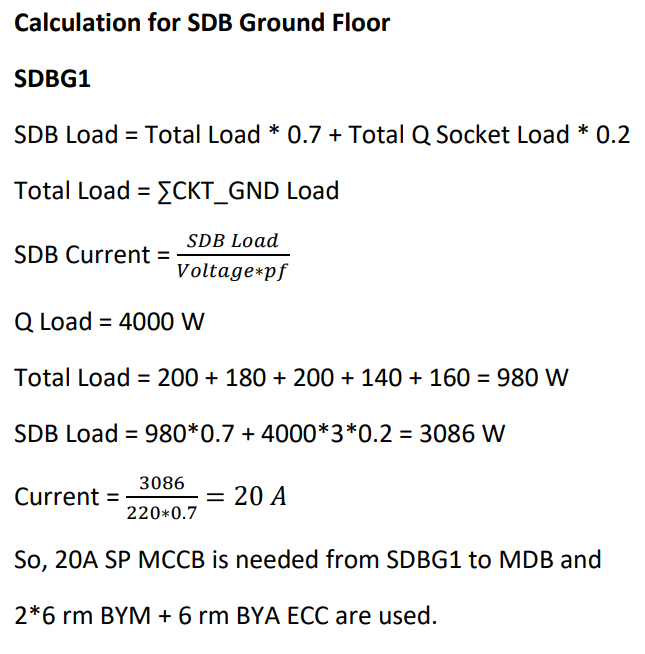 Calculation for SDB Ground Floor
SDBG1
SDB Load = Total Load * 0.7 + Total Q Socket Load * 0.2
Total Load = ∑CKT_GND Load
SDB Current = SDB Load / Voltage∗pf
Q Load = 4000 W
Total Load = 200 + 180 + 200 + 140 + 160 = 980 W
SDB Load = 980*0.7 + 4000*3*0.2 = 3086 W
Current = 3086 / 220∗0.7 = 20 A
So, 20A SP MCCB is needed from SDBG1 to MDB and
2*6 rm BYM + 6 rm BYA ECC are used.